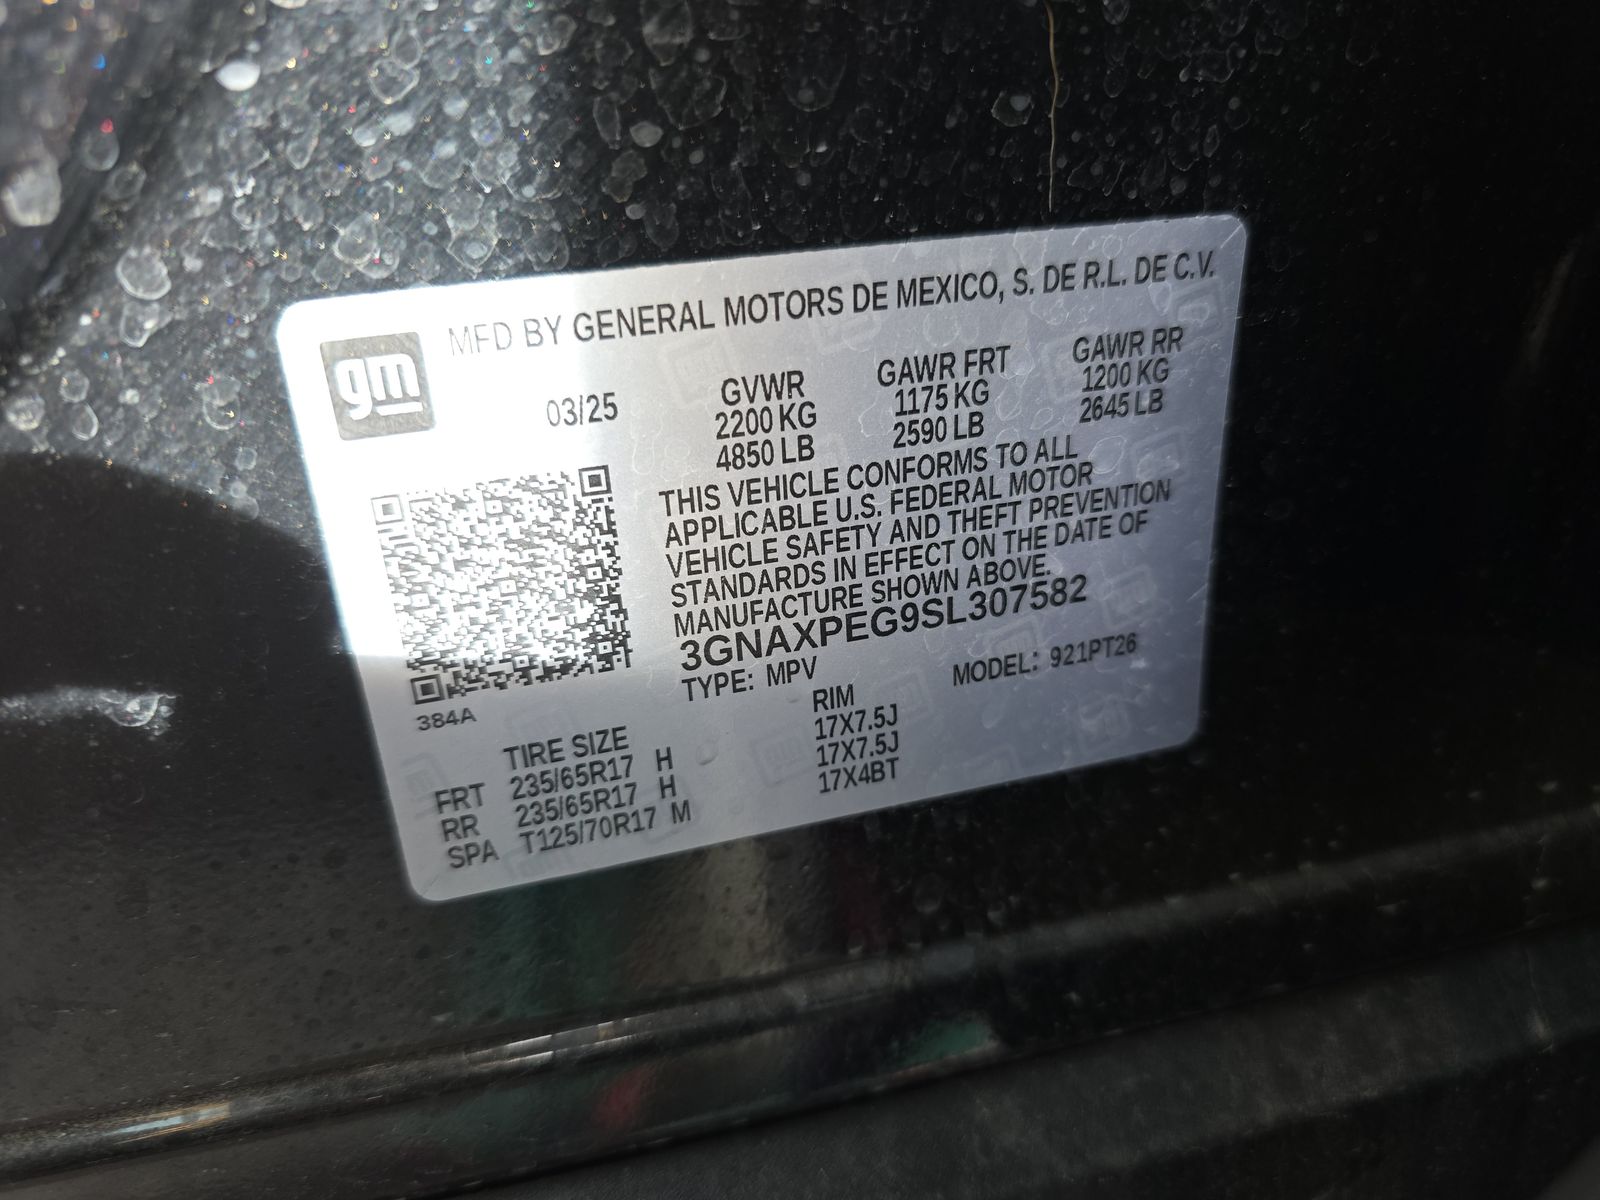 gm
MFD BY GENERAL MOTORS DE MEXICO, S. DE R.L. DE C.V.
03/25
GVWR GAWR FRT GAWR RR
2200 KG 1175 KG 1200 KG
4850 LB 2590 LB 2645 LB
THIS VEHICLE CONFORMS TO ALL
APPLICABLE U.S. FEDERAL MOTOR
VEHICLE SAFETY AND THEFT PREVENTION
STANDARDS IN EFFECT ON THE DATE OF
MANUFACTURE SHOWN ABOVE.
3GNAXPEG9SL307582
TYPE: MPV MODEL: 921PT26
384A
TIRE SIZE RIM
FRT 235/65R17 H 17X7.5J
RR 235/65R17 H 17X7.5J
SPA T125/70R17 M 17X4BT